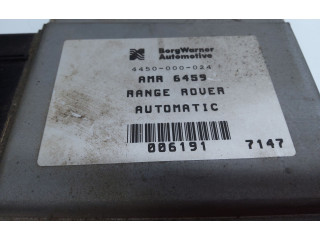 BorgWarner
Automotive
4450-000-024
AMR 6459
RANGE ROVER
AUTOMATIC
006191 7147